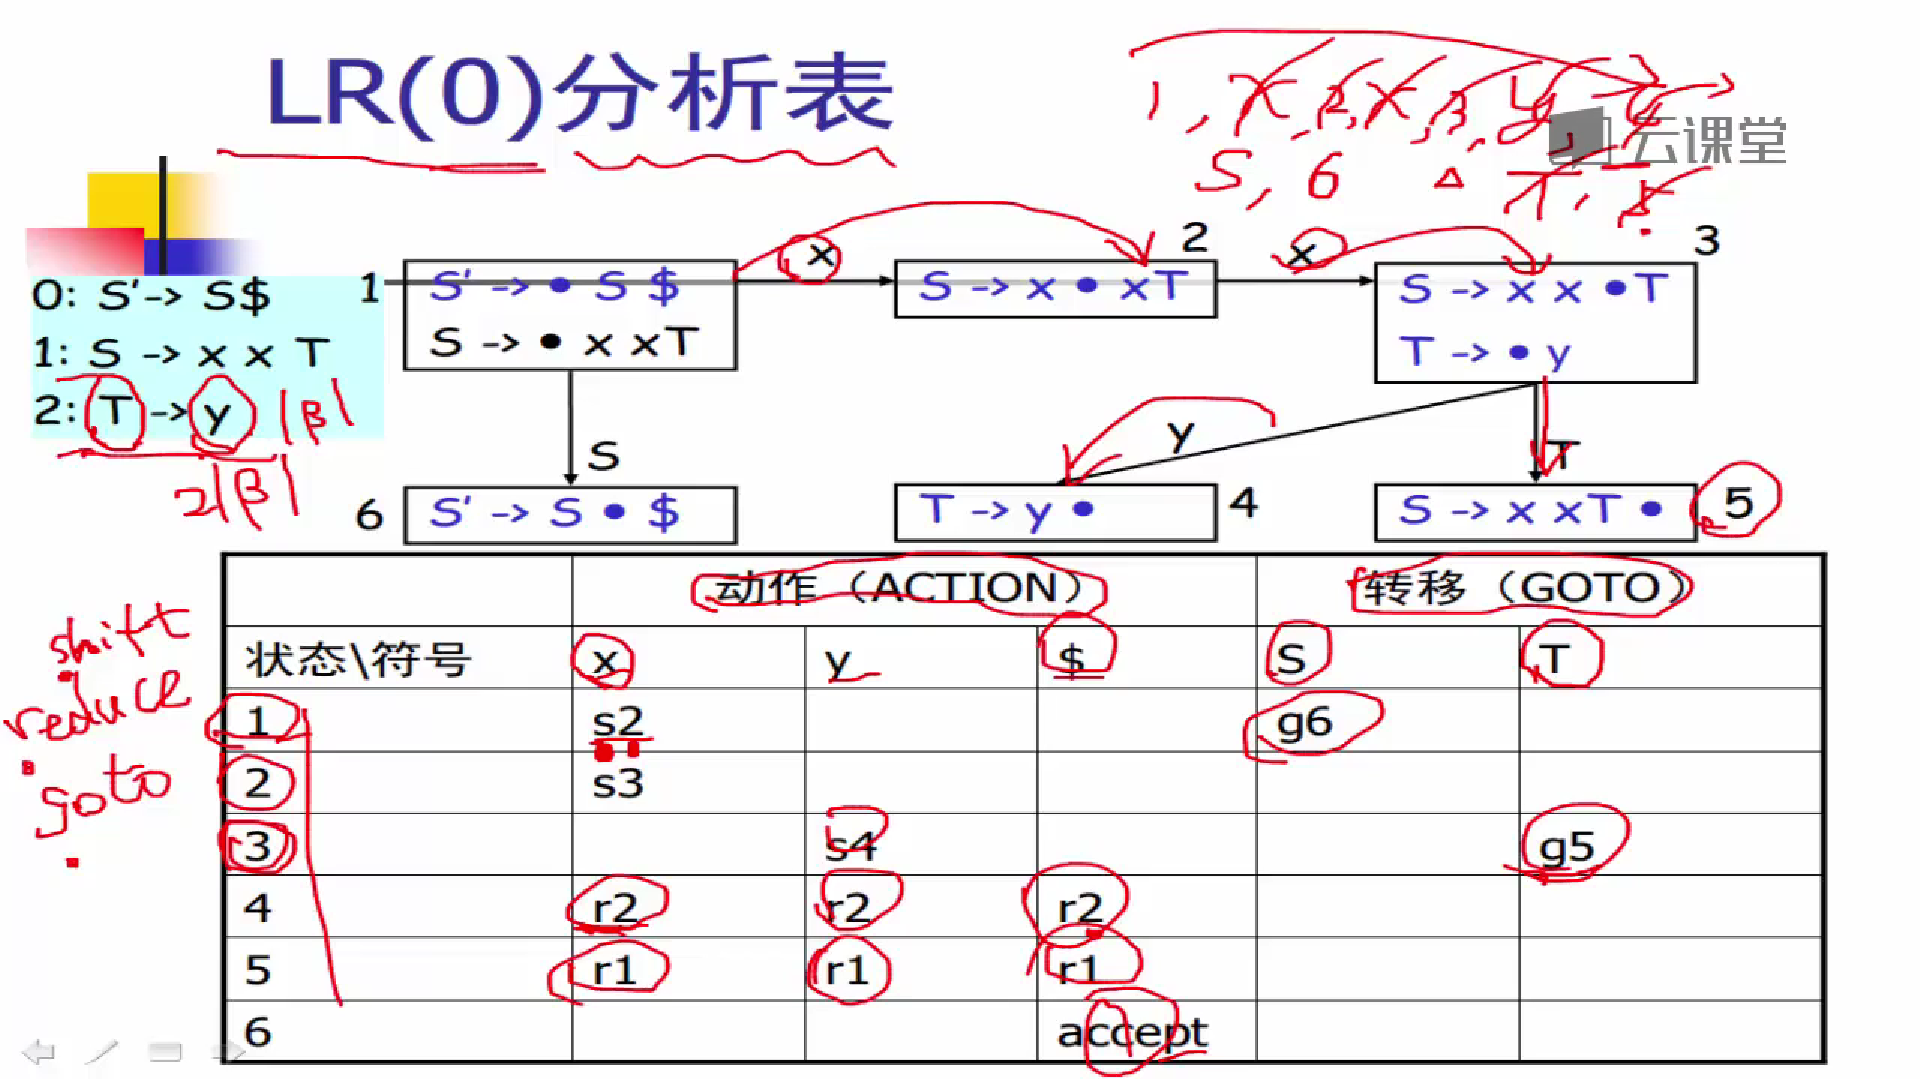 LR(0)分析表
1, x, 2, x, 3, y,
S, 6
云课堂
0: S'-> S$
1: S -> x x T
2: T -> y
|β|
2|β|
1
S' -> • S $
S -> • x xT
x
2
S -> x • xT
x
3
S -> x x •T
T -> • y
S
y
T
6
S' -> S • $
T -> y •
4
S -> x xT •
5
shift
reduce
goto
动作（ACTION） 转移（GOTO）
状态\符号 x y $ S T
1 s2 g6
2 s3
3 s4 g5
4 r2 r2 r2
5 r1 r1 r1
6 accept